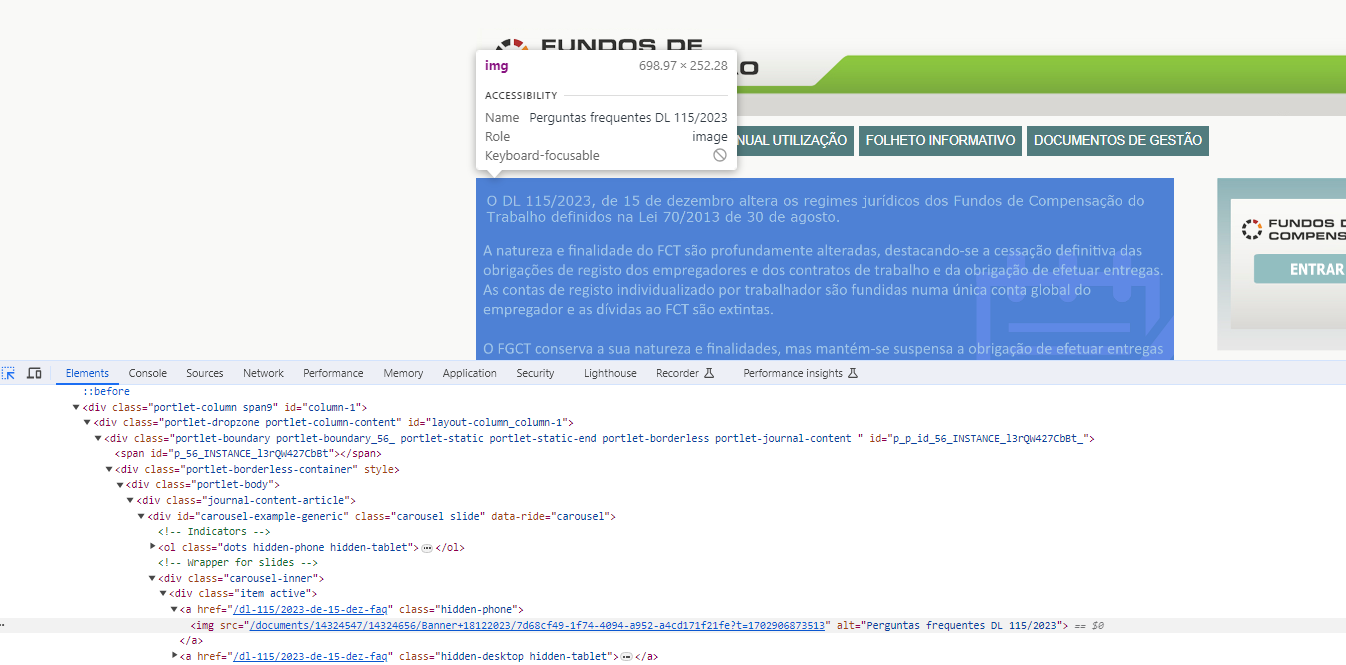 FUNDOS DE
img 698.97 × 252.28
ACCESSIBILITY
Name Perguntas frequentes DL 115/2023
Role image
Keyboard-focusable
NUAL UTILIZAÇÃO FOLHETO INFORMATIVO DOCUMENTOS DE GESTÃO
O DL 115/2023, de 15 de dezembro altera os regimes jurídicos dos Fundos de Compensação do
Trabalho definidos na Lei 70/2013 de 30 de agosto.
A natureza e finalidade do FCT são profundamente alteradas, destacando-se a cessação definitiva das
obrigações de registo dos empregadores e dos contratos de trabalho e da obrigação de efetuar entregas.
As contas de registo individualizado por trabalhador são fundidas numa única conta global do
empregador e as dívidas ao FCT são extintas.
O FGCT conserva a sua natureza e finalidades, mas mantém-se suspensa a obrigação de efetuar entregas
FUNDOS D
COMPENS
ENTRAR
Elements Console Sources Network Performance Memory Application Security Lighthouse Recorder Performance insights
::before
<div class="portlet-column span9" id="column-1">
<div class="portlet-dropzone portlet-column-content" id="layout-column_column-1">
<div class="portlet-boundary portlet-boundary_56_ portlet-static portlet-static-end portlet-borderless portlet-journal-content " id="p_p_id_56_INSTANCE_l3rQW427CbBt_">
<span id="p_56_INSTANCE_l3rQW427CbBt"></span>
<div class="portlet-borderless-container" style>
<div class="portlet-body">
<div class="journal-content-article">
<div id="carousel-example-generic" class="carousel slide" data-ride="carousel">
<!-- Indicators -->
<ol class="dots hidden-phone hidden-tablet">…</ol>
<!-- Wrapper for slides -->
<div class="carousel-inner">
<div class="item active">
<a href="/dl-115/2023-de-15-dez-faq" class="hidden-phone">
<img src="/documents/14324547/14324656/Banner+18122023/7d68cf49-1f74-4094-a952-a4cd171f21fe?t=1702906873513" alt="Perguntas frequentes DL 115/2023"> == $0
</a>
<a href="/dl-115/2023-de-15-dez-faq" class="hidden-desktop hidden-tablet">…</a>